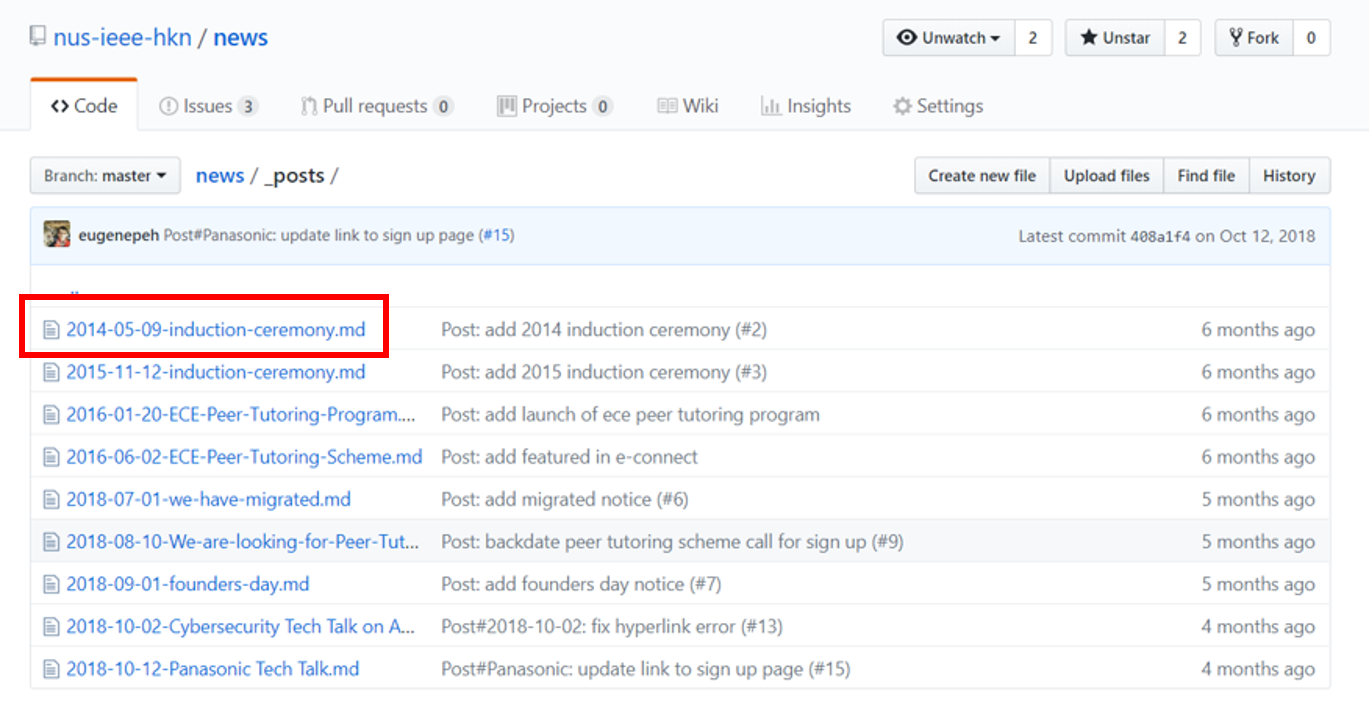 nus-ieee-hkn / news
Unwatch 2
Unstar 2
Fork 0
Code
Issues 3
Pull requests 0
Projects 0
Wiki
Insights
Settings
Branch: master
news / _posts /
Create new file
Upload files
Find file
History
eugenepeh Post#Panasonic: update link to sign up page (#15)
Latest commit 408a1f4 on Oct 12, 2018
..
2014-05-09-induction-ceremony.md Post: add 2014 induction ceremony (#2) 6 months ago
2015-11-12-induction-ceremony.md Post: add 2015 induction ceremony (#3) 6 months ago
2016-01-20-ECE-Peer-Tutoring-Program.... Post: add launch of ece peer tutoring program 6 months ago
2016-06-02-ECE-Peer-Tutoring-Scheme.md Post: add featured in e-connect 6 months ago
2018-07-01-we-have-migrated.md Post: add migrated notice (#6) 5 months ago
2018-08-10-We-are-looking-for-Peer-Tut... Post: backdate peer tutoring scheme call for sign up (#9) 5 months ago
2018-09-01-founders-day.md Post: add founders day notice (#7) 5 months ago
2018-10-02-Cybersecurity Tech Talk on A... Post#2018-10-02: fix hyperlink error (#13) 4 months ago
2018-10-12-Panasonic Tech Talk.md Post#Panasonic: update link to sign up page (#15) 4 months ago